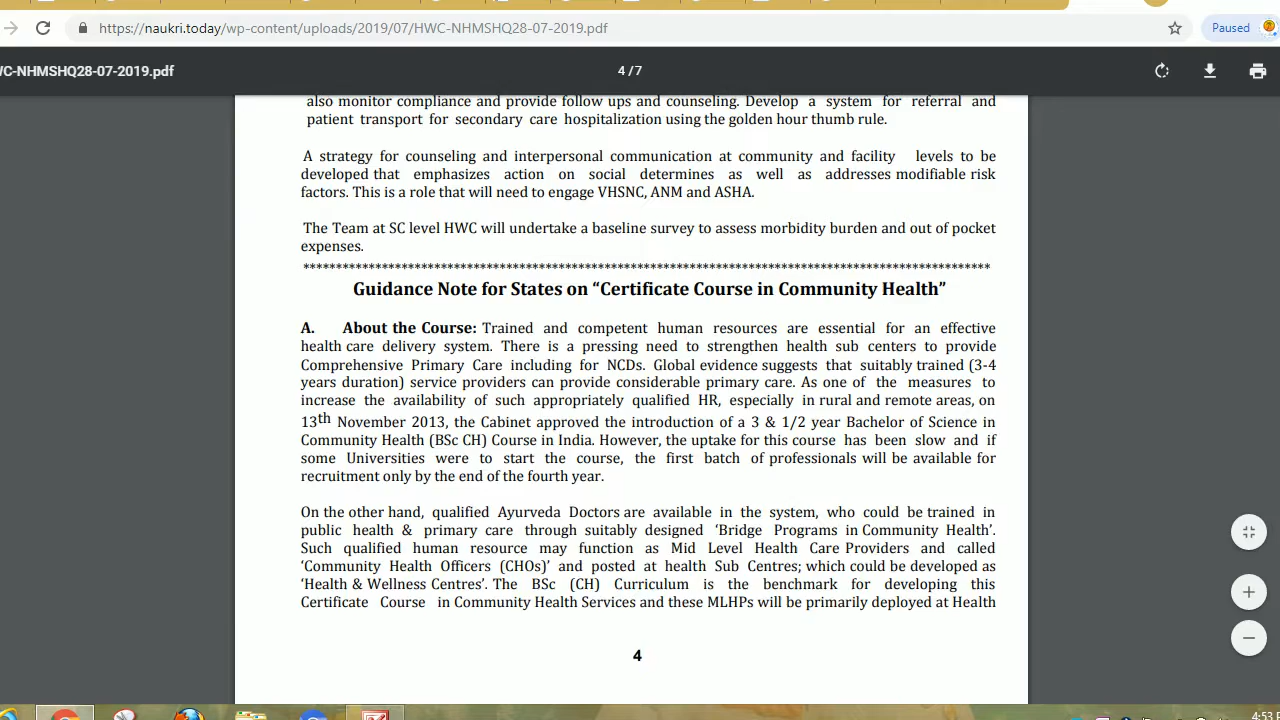 https://naukri.today/wp-content/uploads/2019/07/HWC-NHMSHQ28-07-2019.pdf
Paused
VC-NHMSHQ28-07-2019.pdf
4/7
also monitor compliance and provide follow ups and counseling. Develop a system for referral and
patient transport for secondary care hospitalization using the golden hour thumb rule.
A strategy for counseling and interpersonal communication at community and facility levels to be
developed that emphasizes action on social determines as well as addresses modifiable risk
factors. This is a role that will need to engage VHSNC, ANM and ASHA.
The Team at SC level HWC will undertake a baseline survey to assess morbidity burden and out of pocket
expenses.
******************************************************************************************************
Guidance Note for States on “Certificate Course in Community Health”
A. About the Course: Trained and competent human resources are essential for an effective
health care delivery system. There is a pressing need to strengthen health sub centers to provide
Comprehensive Primary Care including for NCDs. Global evidence suggests that suitably trained (3-4
years duration) service providers can provide considerable primary care. As one of the measures to
increase the availability of such appropriately qualified HR, especially in rural and remote areas, on
13th November 2013, the Cabinet approved the introduction of a 3 & 1/2 year Bachelor of Science in
Community Health (BSc CH) Course in India. However, the uptake for this course has been slow and if
some Universities were to start the course, the first batch of professionals will be available for
recruitment only by the end of the fourth year.
On the other hand, qualified Ayurveda Doctors are available in the system, who could be trained in
public health & primary care through suitably designed ‘Bridge Programs in Community Health’.
Such qualified human resource may function as Mid Level Health Care Providers and called
‘Community Health Officers (CHOs)’ and posted at health Sub Centres; which could be developed as
‘Health & Wellness Centres’. The BSc (CH) Curriculum is the benchmark for developing this
Certificate Course in Community Health Services and these MLHPs will be primarily deployed at Health
4
4:53